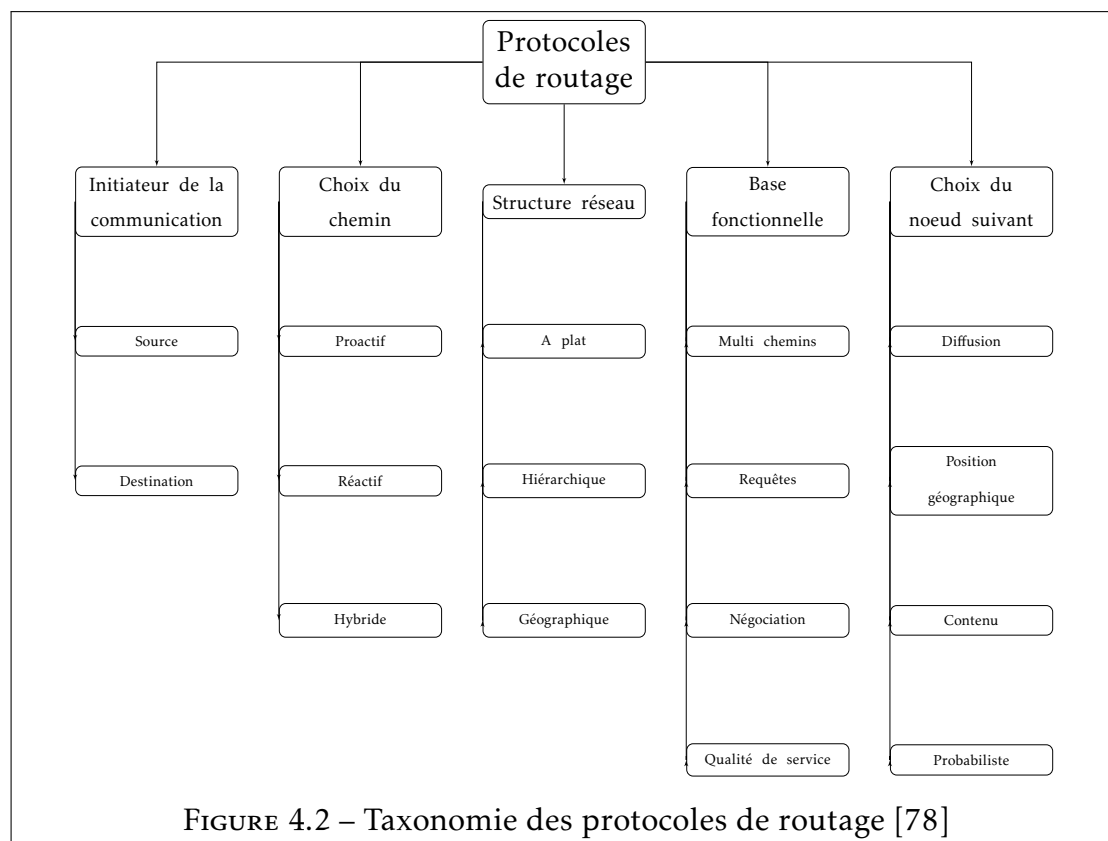 Protocoles
de routage
Initiateur de la
communication
Choix du
chemin
Structure réseau
Base
fonctionnelle
Choix du
noeud suivant
Source
Proactif
A plat
Multi chemins
Diffusion
Destination
Réactif
Hiérarchique
Requêtes
Position
géographique
Hybride
Géographique
Négociation
Contenu
Qualité de service
Probabiliste
FIGURE 4.2 – Taxonomie des protocoles de routage [78]